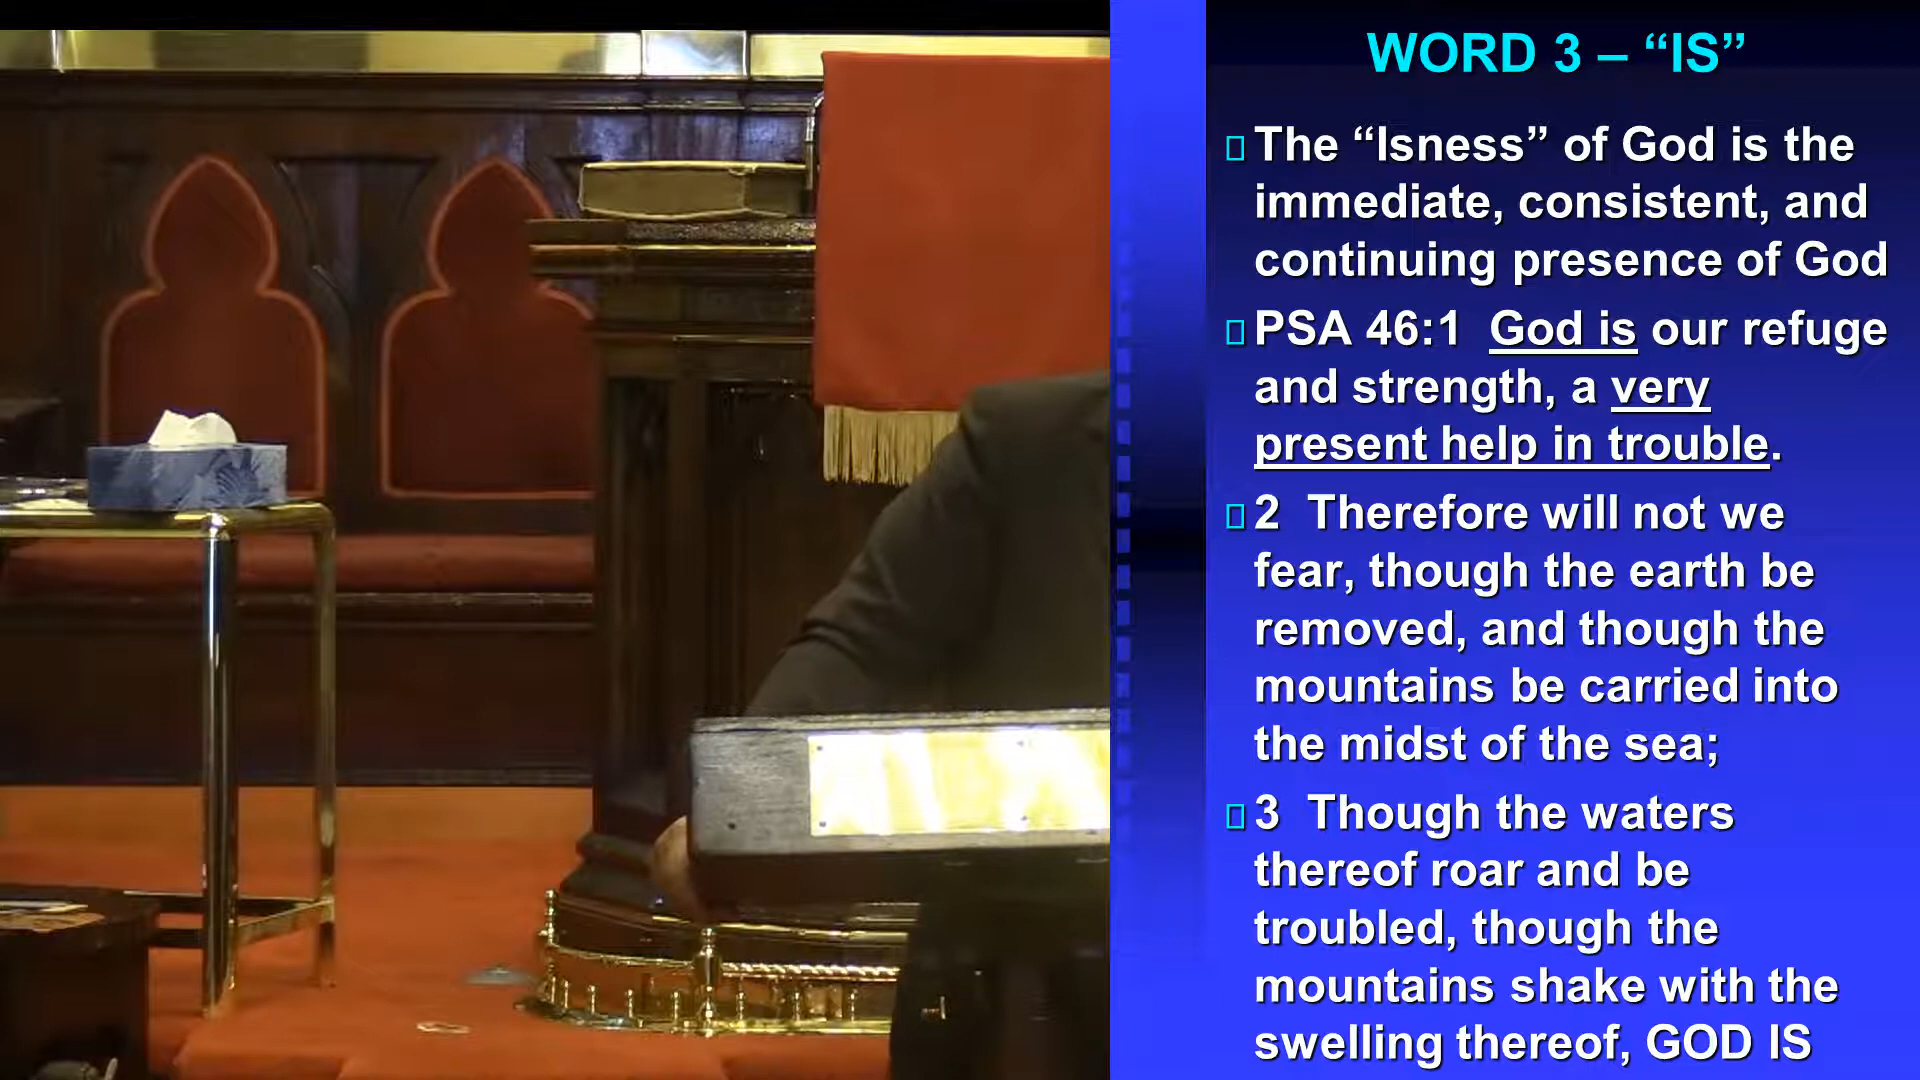 WORD 3 – “IS”
The “Isness” of God is the
immediate, consistent, and
continuing presence of God
PSA 46:1  God is our refuge
and strength, a very
present help in trouble.
2  Therefore will not we
fear, though the earth be
removed, and though the
mountains be carried into
the midst of the sea;
3  Though the waters
thereof roar and be
troubled, though the
mountains shake with the
swelling thereof, GOD IS